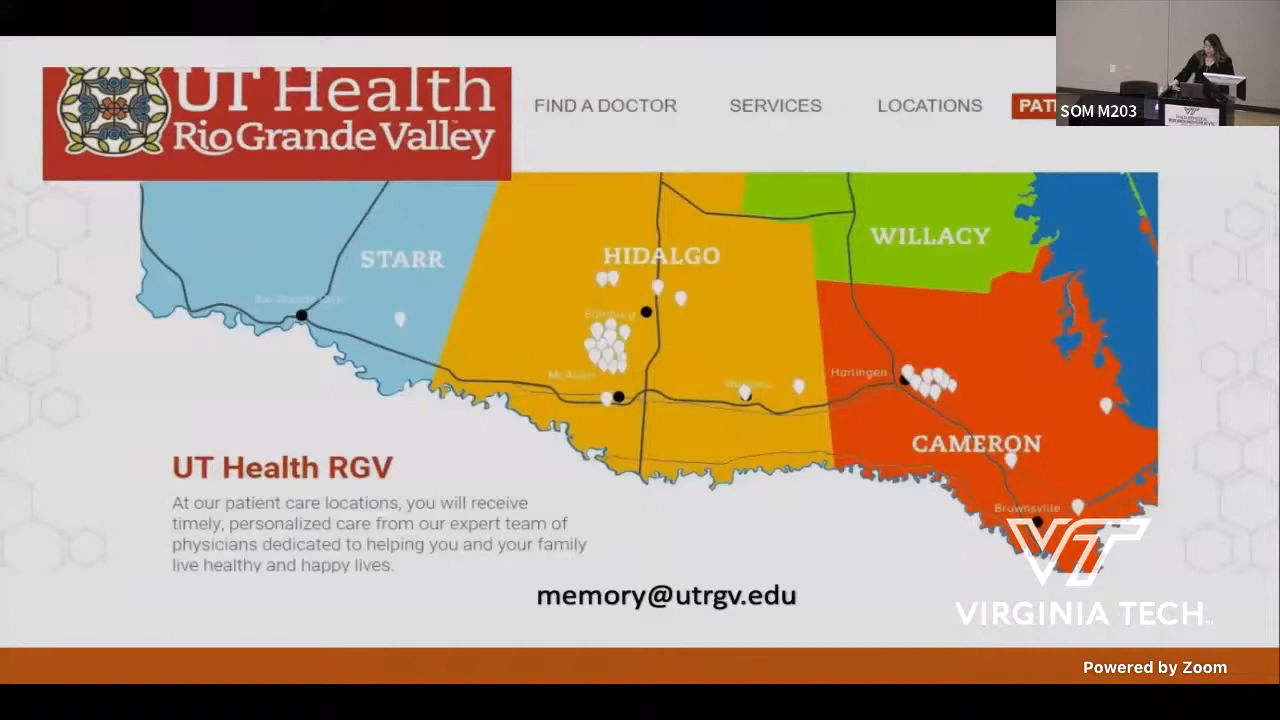 UT Health
Rio Grande Valley
FIND A DOCTOR
SERVICES
LOCATIONS
PATI
SOM M203
STARR
HIDALGO
WILLACY
Edinburg
McAllen
Harlingen
CAMERON
Brownsville
UT Health RGV
At our patient care locations, you will receive
timely, personalized care from our expert team of
physicians dedicated to helping you and your family
live healthy and happy lives.
memory@utrgv.edu
VT
VIRGINIA TECH
Powered by Zoom